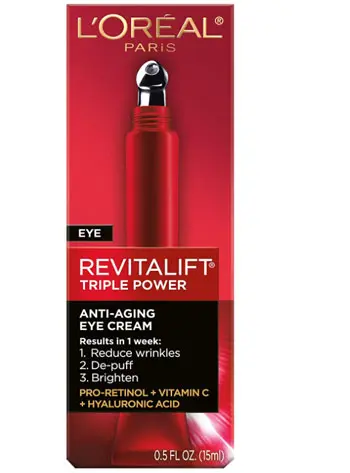 L'ORÉAL
PARIS
EYE
REVITALIFT®
TRIPLE POWER
ANTI-AGING
EYE CREAM
Results in 1 week:
1. Reduce wrinkles
2. De-puff
3. Brighten
PRO-RETINOL + VITAMIN C
+ HYALURONIC ACID
0.5 FL. OZ. (15ml)